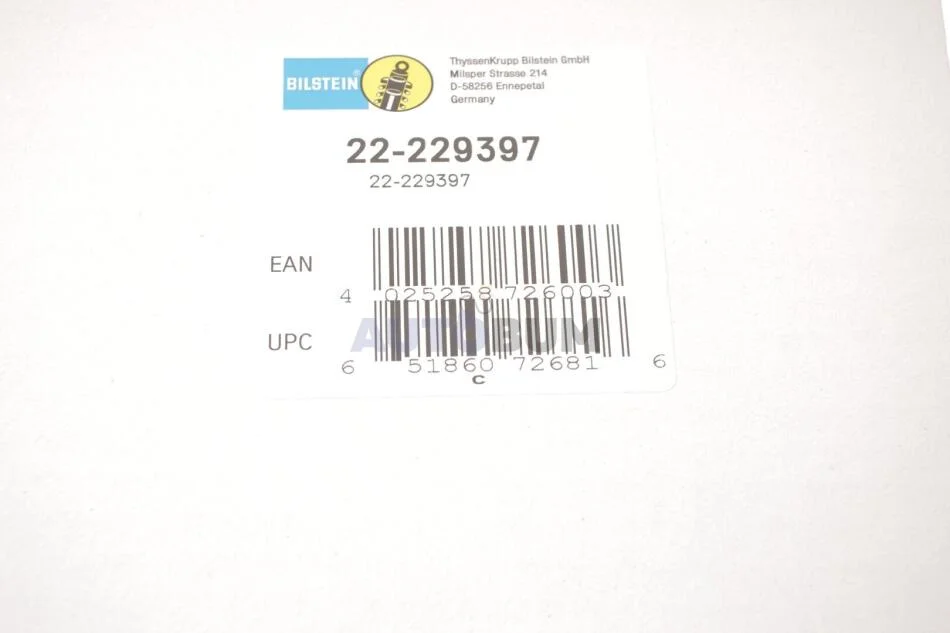 BILSTEIN
ThyssenKrupp Bilstein GmbH
Milsper Strasse 214
D-58256 Ennepetal
Germany
22-229397
22-229397
EAN
4 025258 726003
AUTOBUM
UPC
6 51860 72681 6
C